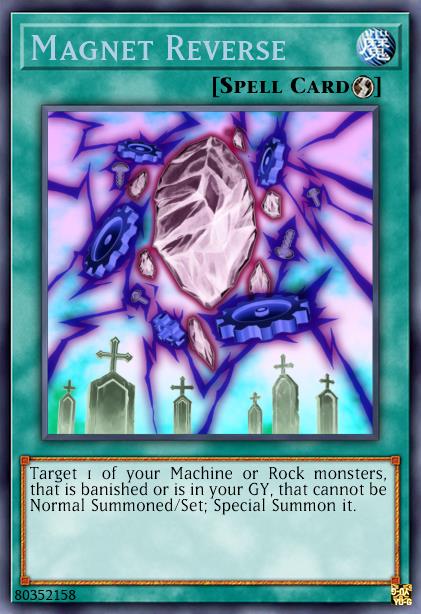 Magnet Reverse
魔
[Spell Card]
Target 1 of your Machine or Rock monsters,
that is banished or is in your GY, that cannot be
Normal Summoned/Set; Special Summon it.
80352158